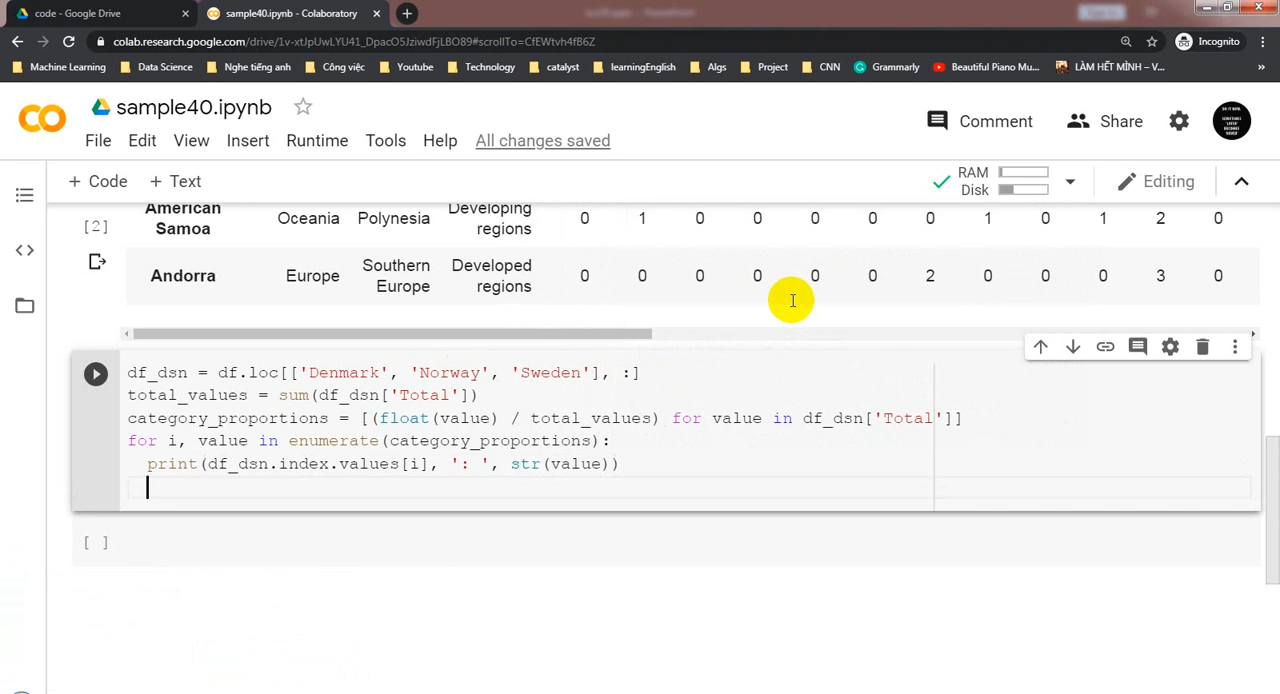 code - Google Drive
sample40.ipynb - Colaboratory
colab.research.google.com/drive/1v-xtJpUwLYU41_DpacO5JziwdFjLBO89#scrollTo=CfEWtvh4fB6Z
Incognito
Machine Learning Data Science Nghe tiếng anh Công việc Youtube Technology catalyst learningEnglish Algs Project CNN Grammarly Beautiful Piano Mu... LÀM HẾT MÌNH – V... »
sample40.ipynb
Comment Share
File Edit View Insert Runtime Tools Help All changes saved
+ Code + Text
RAM
Disk
Editing
[2]
American Samoa Oceania Polynesia Developing regions 0 1 0 0 0 0 0 1 0 1 2 0
Andorra Europe Southern Europe Developed regions 0 0 0 0 0 0 2 0 0 0 3 0
df_dsn = df.loc[['Denmark', 'Norway', 'Sweden'], :]
total_values = sum(df_dsn['Total'])
category_proportions = [(float(value) / total_values) for value in df_dsn['Total']]
for i, value in enumerate(category_proportions):
print(df_dsn.index.values[i], ': ', str(value))
[ ]